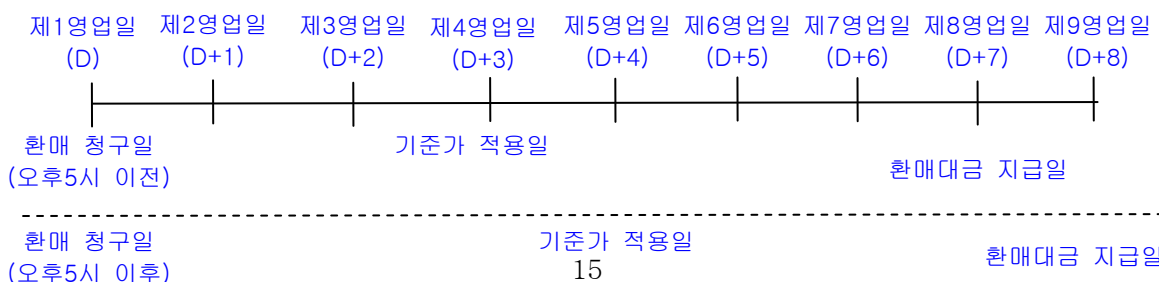 제1영업일 제2영업일 제3영업일 제4영업일 제5영업일 제6영업일 제7영업일 제8영업일 제9영업일
(D) (D+1) (D+2) (D+3) (D+4) (D+5) (D+6) (D+7) (D+8)
환매 청구일 기준가 적용일
(오후5시 이전) 환매대금 지급일
환매 청구일 기준가 적용일
(오후5시 이후) 15 환매대금 지급일